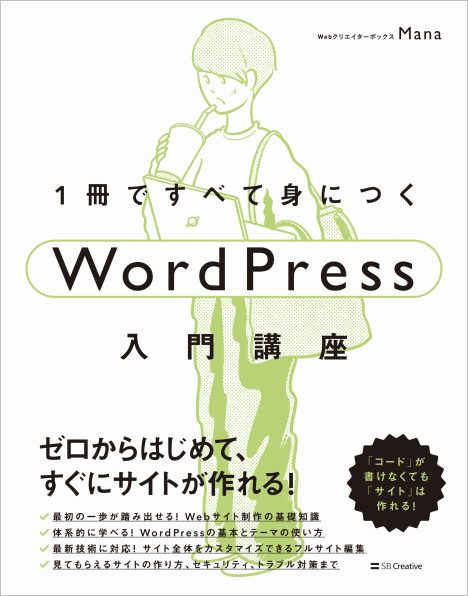 Webクリエイターボックス Mana
1冊ですべて身につく
WordPress
入門講座
ゼロからはじめて、
すぐにサイトが作れる!
「コード」が
書けなくても
「サイト」は
作れる!
最初の一歩が踏み出せる! Webサイト制作の基礎知識
体系的に学べる! WordPressの基本とテーマの使い方
最新技術に対応! サイト全体をカスタマイズできるフルサイト編集
見てもらえるサイトの作り方、セキュリティ、トラブル対策まで
SB Creative